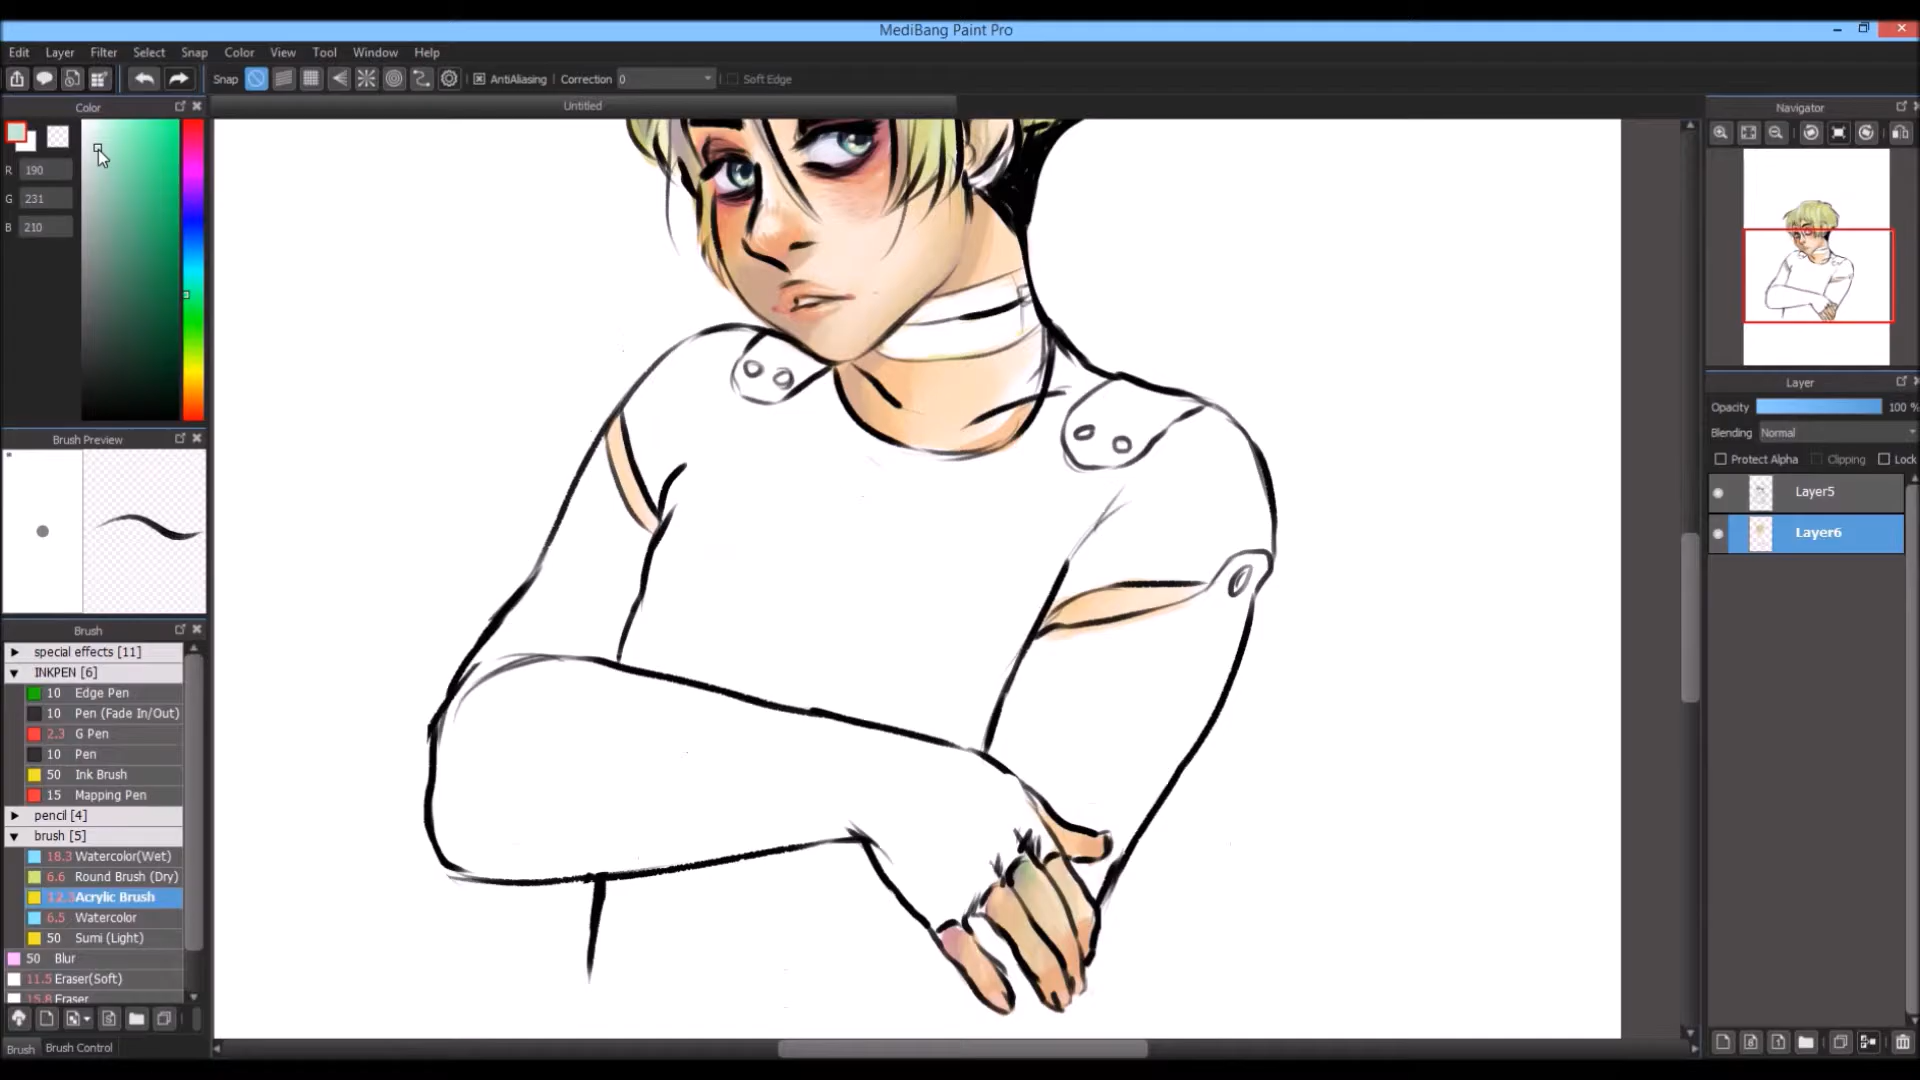 MediBang Paint Pro
Edit Layer Filter Select Snap Color View Tool Window Help
Snap AntiAliasing Correction 0 Soft Edge
Color
Untitled
Navigator
R 190
G 231
B 210
Layer
Opacity 100 %
Blending Normal
Protect Alpha Clipping Lock
Layer5
Layer6
Brush Preview
Brush
special effects [11]
INKPEN [6]
10 Edge Pen
10 Pen (Fade In/Out)
2.3 G Pen
10 Pen
50 Ink Brush
15 Mapping Pen
pencil [4]
brush [5]
18.3 Watercolor(Wet)
6.6 Round Brush (Dry)
Acrylic Brush
6.5 Watercolor
50 Sumi (Light)
50 Blur
11.5 Eraser(Soft)
15.8 Eraser
Brush Brush Control